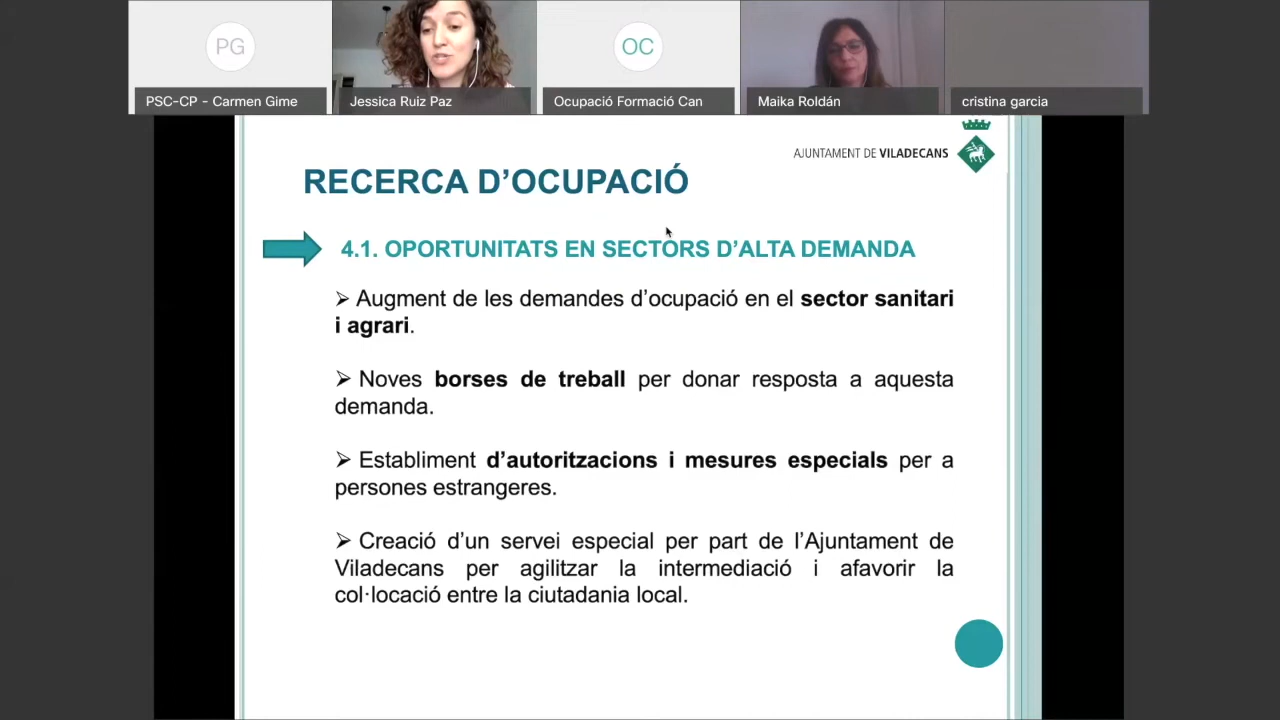 PG
OC
PSC-CP - Carmen Gime
Jessica Ruiz Paz
Ocupació Formació Can
Maika Roldán
cristina garcia
AJUNTAMENT DE VILADECANS
RECERCA D’OCUPACIÓ
4.1. OPORTUNITATS EN SECTORS D’ALTA DEMANDA
➢ Augment de les demandes d’ocupació en el sector sanitari
i agrari.
➢ Noves borses de treball per donar resposta a aquesta
demanda.
➢ Establiment d’autoritzacions i mesures especials per a
persones estrangeres.
➢ Creació d’un servei especial per part de l’Ajuntament de
Viladecans per agilitzar la intermediació i afavorir la
col·locació entre la ciutadania local.